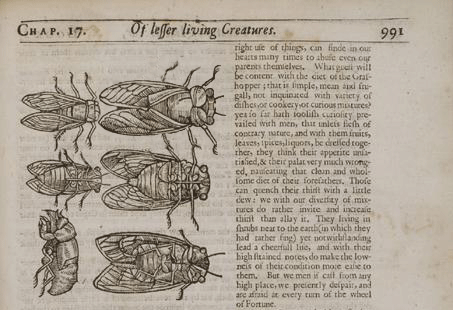 CHAP. 17. Of leſſer living Creatures. 991
right uſe of things, can finde in our
hearts many times to abuſe even our
parents themſelves. What gueſt will
be content with the diet of the Graſ-
hopper; that is ſimple, mean and fru-
gall, not inquinated with variety of
diſhes, or cookery or curious mixtures?
yea ſo far hath fooliſh curioſity pre-
vailed with men, that unleſs fleſh of
contrary nature, and with them fruits,
leaves, ſpices, liquors, be dreſſed toge-
ther, they think their appetite unſa-
tisfied, & their palat very much wrong-
ed, nauſeating that clean and whol-
ſome diet of their forefathers. Thoſe
can quench their thirſt with a little
dew: we with our diverſity of mix-
tures do rather invite and increaſe
thirſt than allay it. They living in
ſhrubs near to the earth (in which they
had rather ſing) yet notwithſtanding
lead a cheerfull life, and with their
high ſtrained notes, do make the low-
neſs of their condition more eaſie to
them. But we men if caſt from any
high place, we preſently deſpair, and
are afraid at every turn of the wheel
of Fortune.